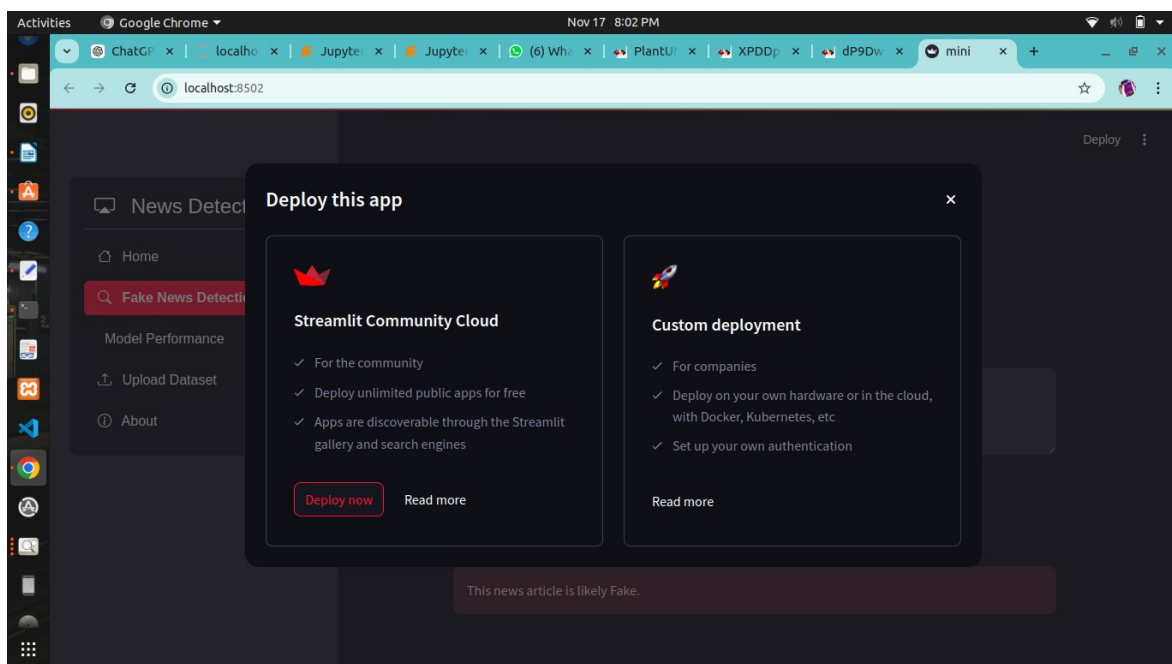 Activities Google Chrome Nov 17 8:02 PM
ChatGP localho Jupyter Jupyter (6) Wha PlantU XPDDp dP9Dw mini
localhost:8502
Deploy
News Detect
Home
Fake News Detectio
Model Performance
Upload Dataset
About
Deploy this app
Streamlit Community Cloud
For the community
Deploy unlimited public apps for free
Apps are discoverable through the Streamlit
gallery and search engines
Deploy now Read more
Custom deployment
For companies
Deploy on your own hardware or in the cloud,
with Docker, Kubernetes, etc
Set up your own authentication
Read more
This news article is likely Fake.